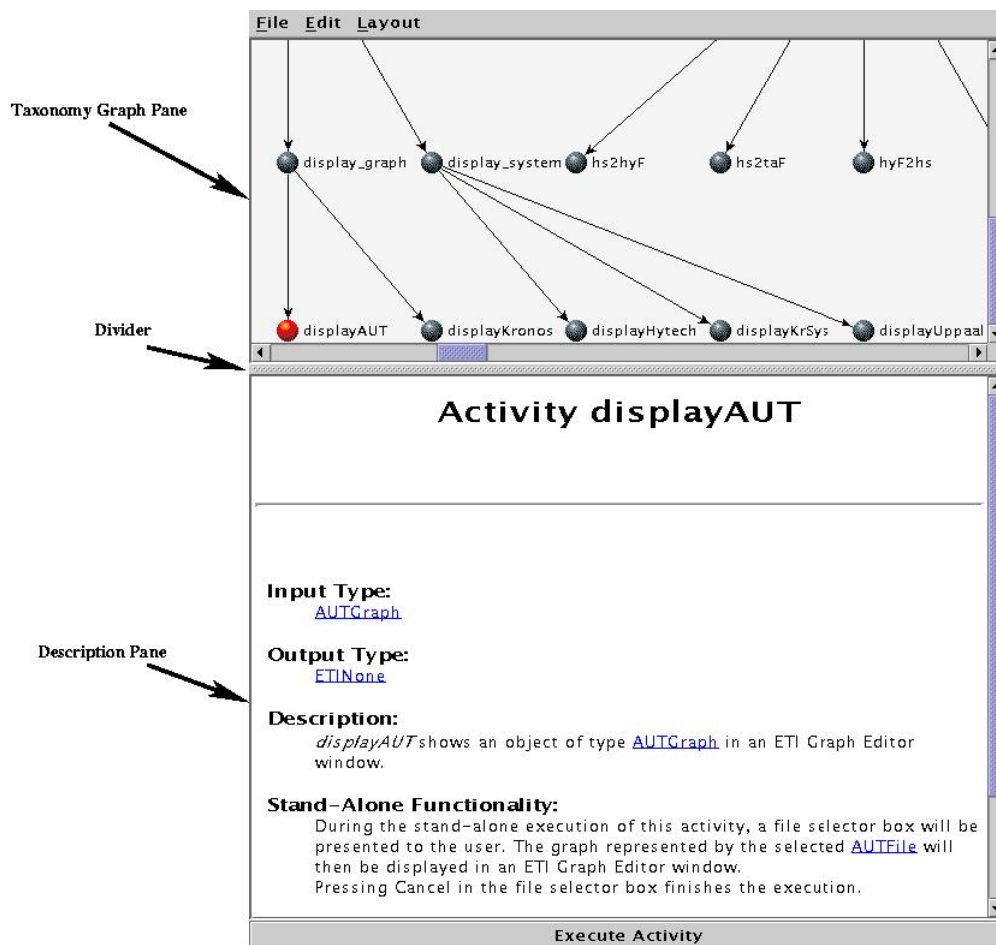 File Edit Layout
Taxonomy Graph Pane
display_graph display_system hs2hyF hs2taF hyF2hs
Divider
displayAUT displayKronos displayHytech displayKrSys displayUppaal
Activity displayAUT
Input Type:
AUTGraph
Description Pane
Output Type:
ETINone
Description:
displayAUT shows an object of type AUTGraph in an ETI Graph Editor
window.
Stand-Alone Functionality:
During the stand-alone execution of this activity, a file selector box will be
presented to the user. The graph represented by the selected AUTFile will
then be displayed in an ETI Graph Editor window.
Pressing Cancel in the file selector box finishes the execution.
Execute Activity